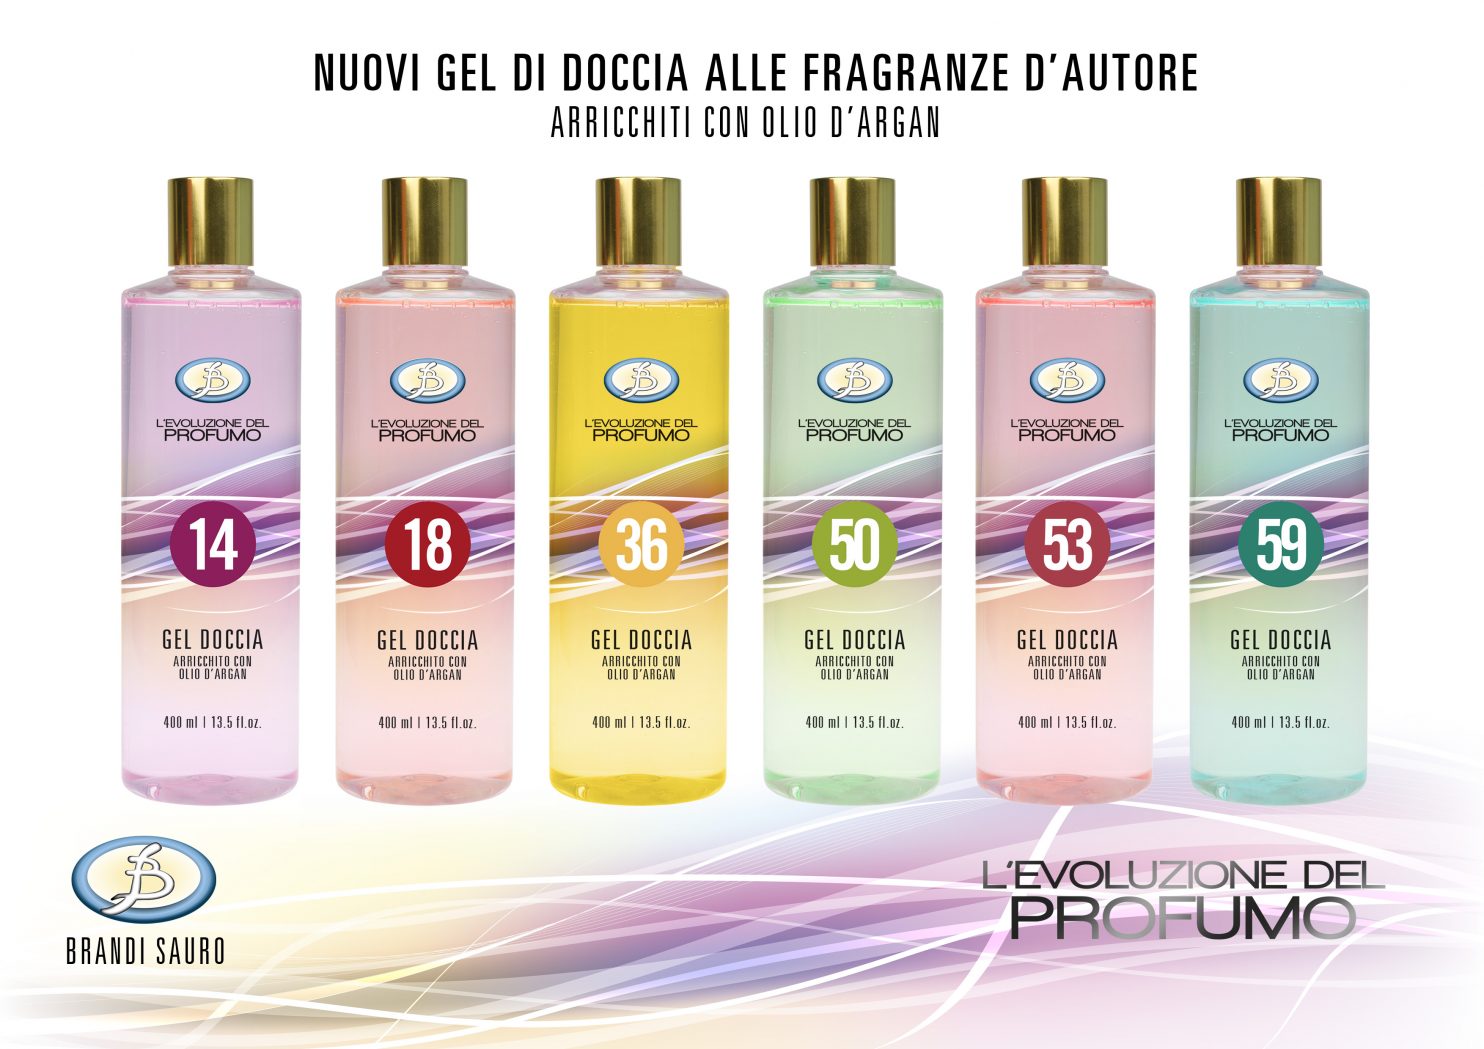 NUOVI GEL DI DOCCIA ALLE FRAGRANZE D'AUTORE
ARRICCHITI CON OLIO D'ARGAN
L'EVOLUZIONE DEL
PROFUMO
14
GEL DOCCIA
ARRICCHITO CON
OLIO D'ARGAN
400 ml | 13.5 fl.oz.
L'EVOLUZIONE DEL
PROFUMO
18
GEL DOCCIA
ARRICCHITO CON
OLIO D'ARGAN
400 ml | 13.5 fl.oz.
L'EVOLUZIONE DEL
PROFUMO
36
GEL DOCCIA
ARRICCHITO CON
OLIO D'ARGAN
400 ml | 13.5 fl.oz.
L'EVOLUZIONE DEL
PROFUMO
50
GEL DOCCIA
ARRICCHITO CON
OLIO D'ARGAN
400 ml | 13.5 fl.oz.
L'EVOLUZIONE DEL
PROFUMO
53
GEL DOCCIA
ARRICCHITO CON
OLIO D'ARGAN
400 ml | 13.5 fl.oz.
L'EVOLUZIONE DEL
PROFUMO
59
GEL DOCCIA
ARRICCHITO CON
OLIO D'ARGAN
400 ml | 13.5 fl.oz.
BRANDI SAURO
L'EVOLUZIONE DEL
PROFUMO